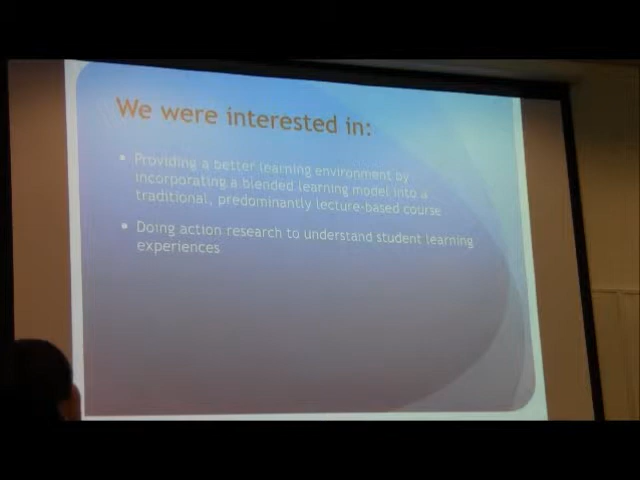 We were interested in:
• Providing a better learning environment by
incorporating a blended learning model into a
traditional, predominantly lecture-based course
• Doing action research to understand student learning
experiences